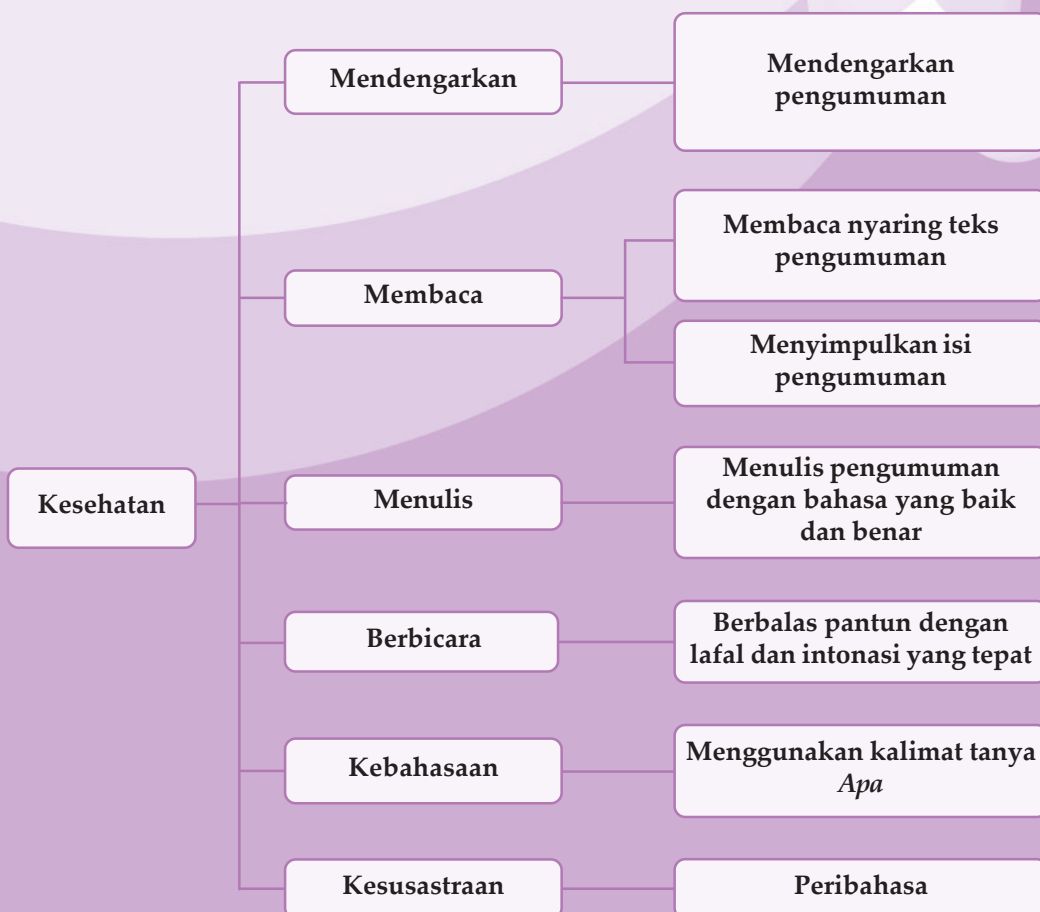 Mendengarkan
Mendengarkan
pengumuman
Membaca
Membaca nyaring teks
pengumuman
Menyimpulkan isi
pengumuman
Kesehatan
Menulis
Menulis pengumuman
dengan bahasa yang baik
dan benar
Berbicara
Berbalas pantun dengan
lafal dan intonasi yang tepat
Kebahasaan
Menggunakan kalimat tanya
Apa
Kesusastraan
Peribahasa